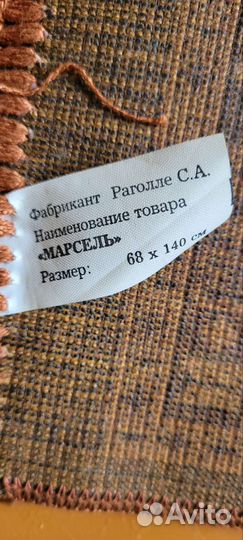 Фабрикант Раголле С.А.
Наименование товара
«МАРСЕЛЬ»
Размер: 68 x 140 см
Avito